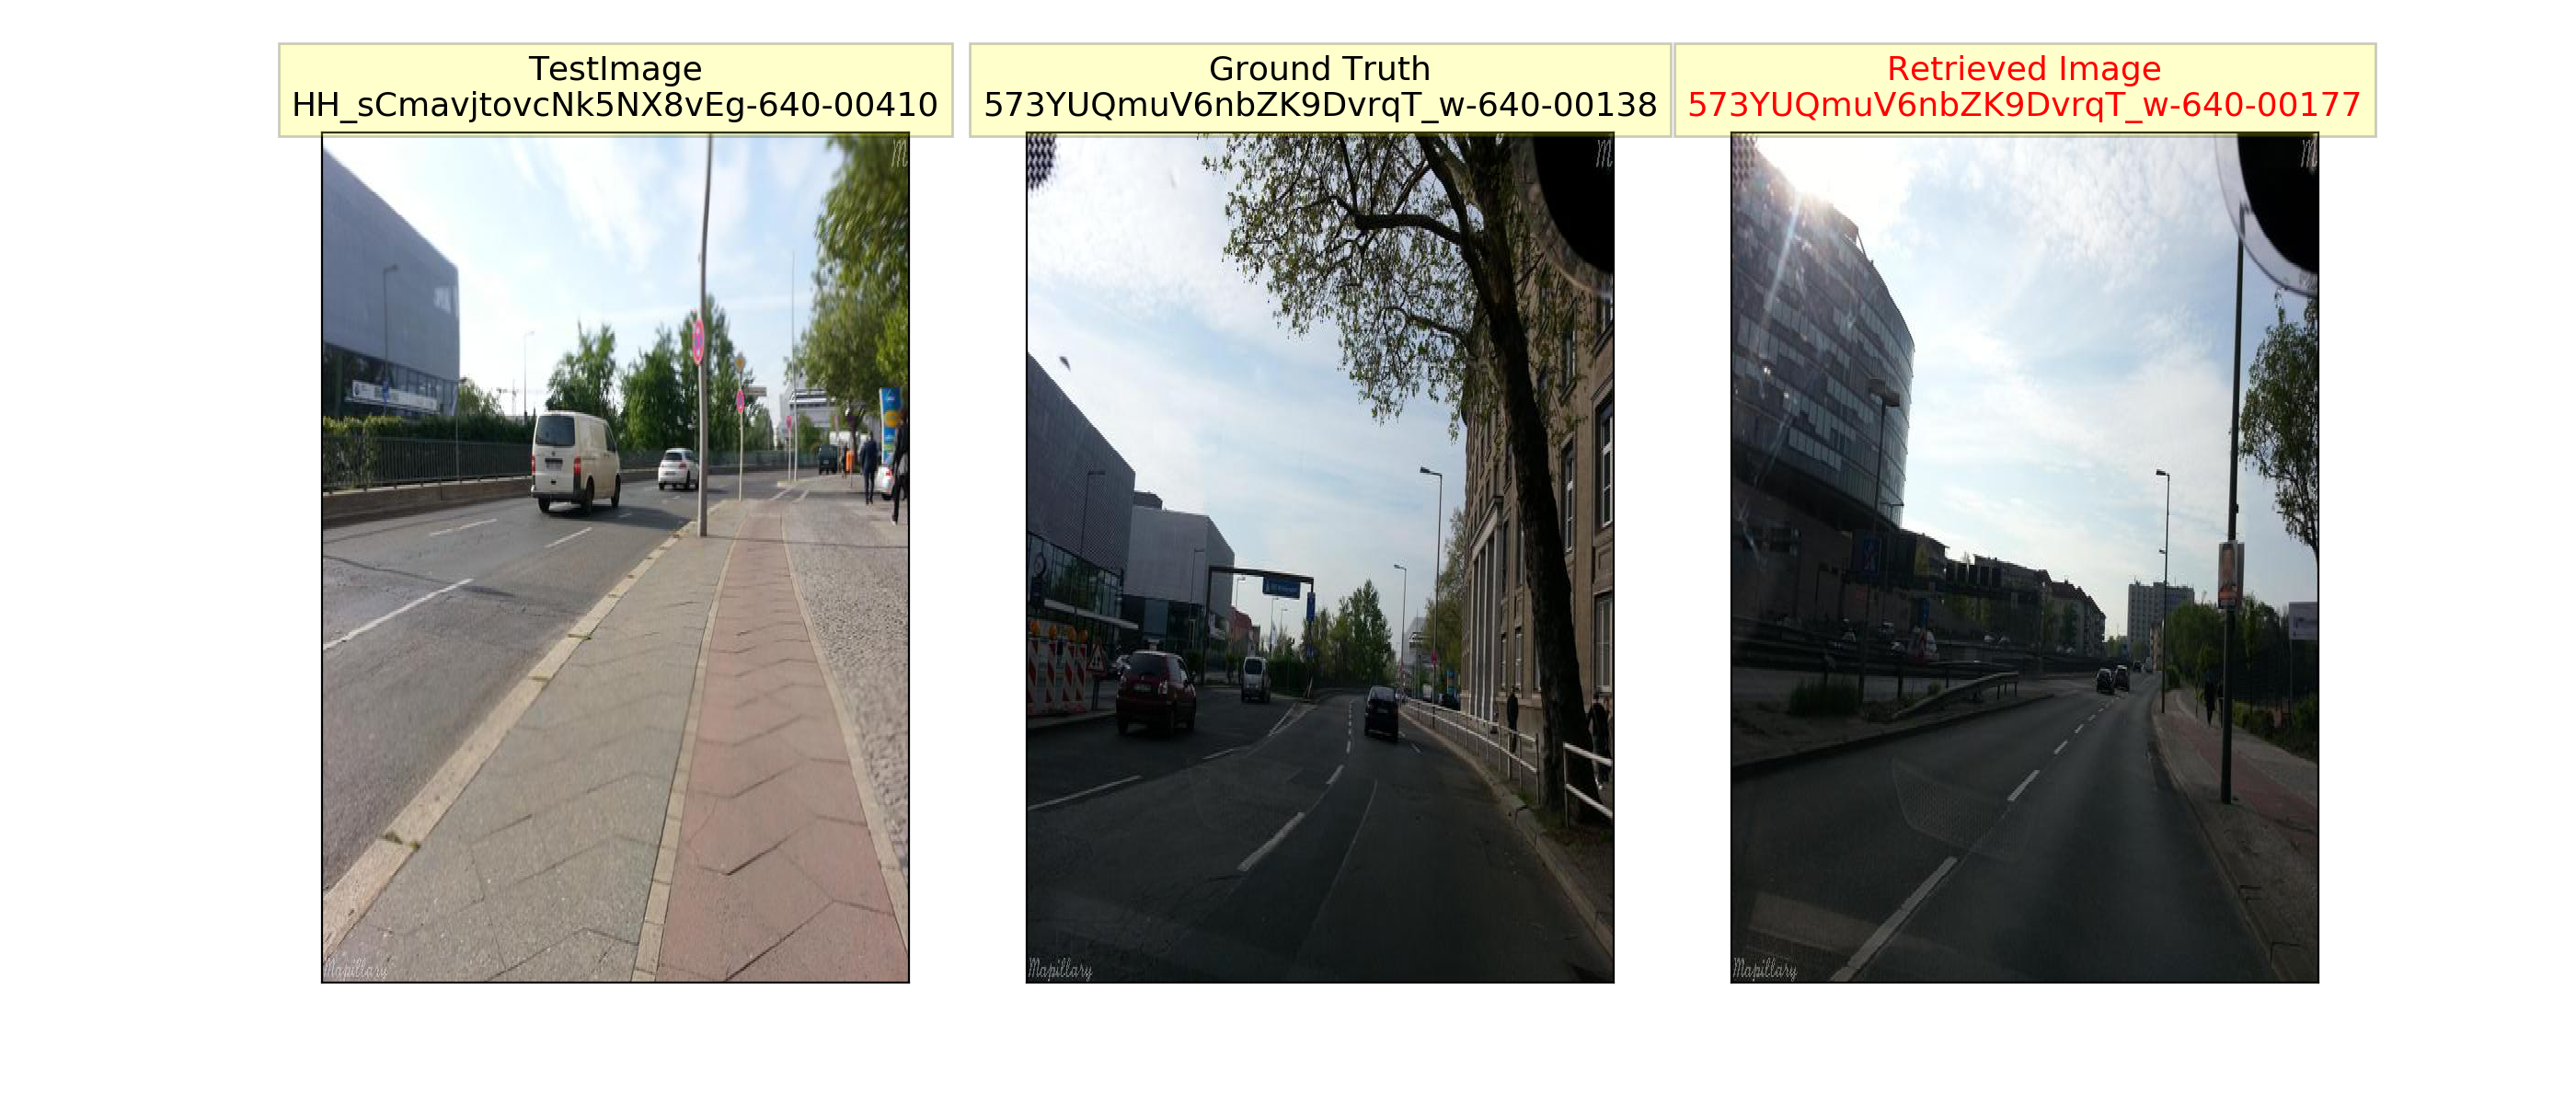 TestImage
HH_sCmavjtovcNk5NX8vEg-640-00410
Ground Truth
573YUQmuV6nbZK9DvrqT_w-640-00138
Retrieved Image
573YUQmuV6nbZK9DvrqT_w-640-00177
M
M
M
Mapillary
Mapillary
Mapillary